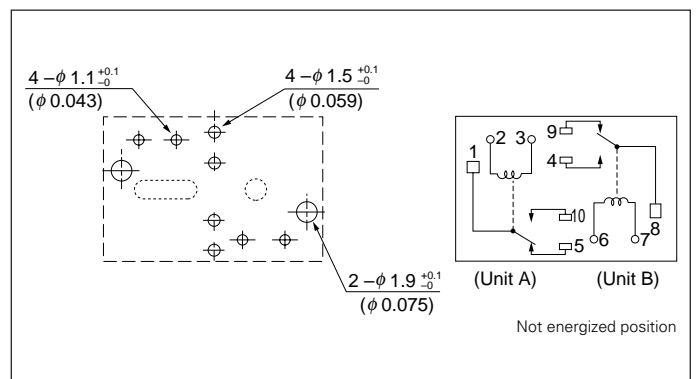 4 –φ 1.1 +0.1 –0
(φ 0.043)
4 –φ 1.5 +0.1 –0
(φ 0.059)
2 –φ 1.9 +0.1 –0
(φ 0.075)
1
2
3
9
4
10
5
6
7
8
(Unit A)
(Unit B)
Not energized position